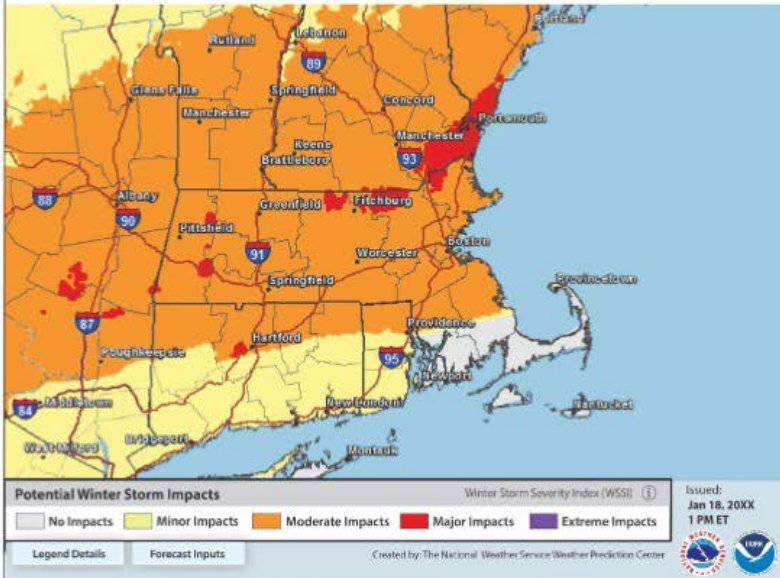 Portland
Lebanon
Rutland
89
Glens Falls
Springfield
Concord
Manchester
Portsmouth
Manchester
Keene
93
Brattleboro
88
Albany
Greenfield
Fitchburg
90
Pittsfield
91
Worcester
Boston
Springfield
Provincetown
87
Hartford
Providence
Poughkeepsie
95
Newport
84
Middletown
New London
Nantucket
West Milford
Bridgeport
Montauk
Potential Winter Storm Impacts
Winter Storm Severity Index (WSSI) i
No Impacts
Minor Impacts
Moderate Impacts
Major Impacts
Extreme Impacts
Legend Details
Forecast Inputs
Created by: The National Weather Service Weather Prediction Center
Issued:
Jan 18, 20XX
1 PM ET